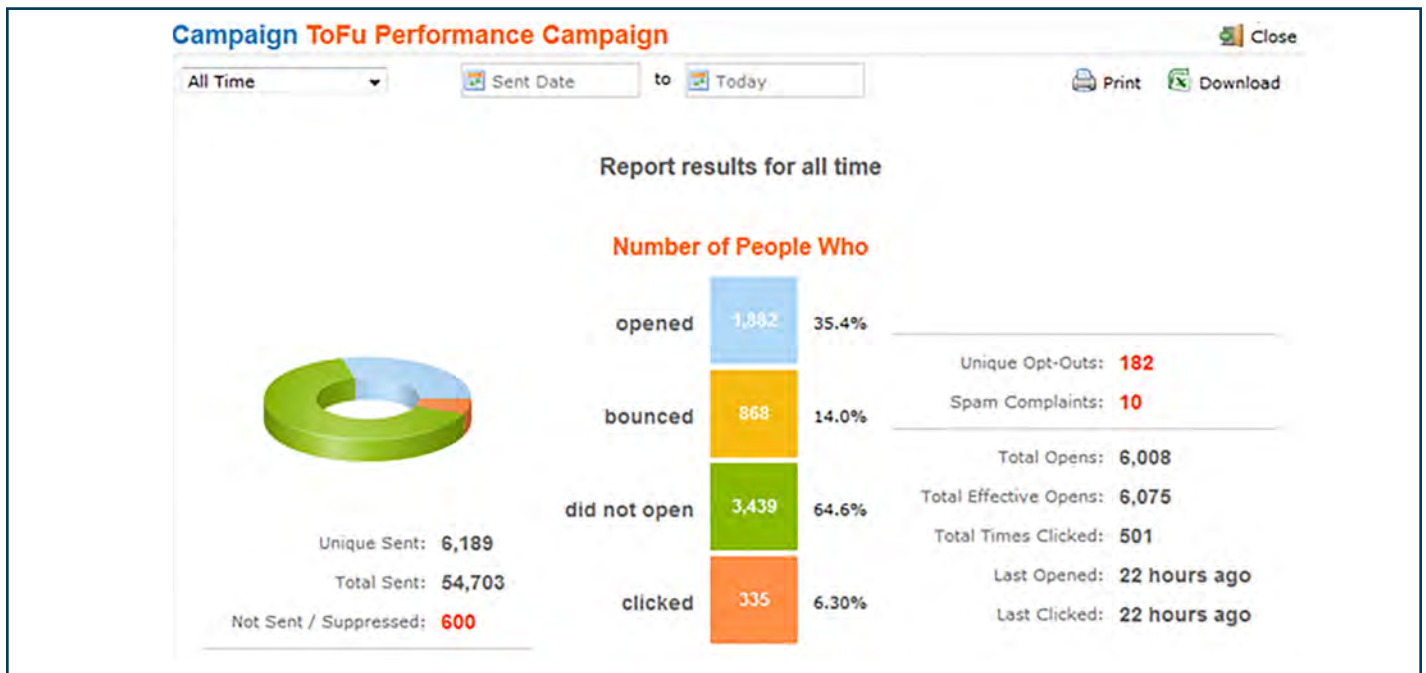 Campaign ToFu Performance Campaign
Close
All Time
Sent Date to Today
Print Download
Report results for all time
Number of People Who
opened 1,882 35.4%
bounced 868 14.0%
did not open 3,439 64.6%
clicked 335 6.30%
Unique Sent: 6,189
Total Sent: 54,703
Not Sent / Suppressed: 600
Unique Opt-Outs: 182
Spam Complaints: 10
Total Opens: 6,008
Total Effective Opens: 6,075
Total Times Clicked: 501
Last Opened: 22 hours ago
Last Clicked: 22 hours ago